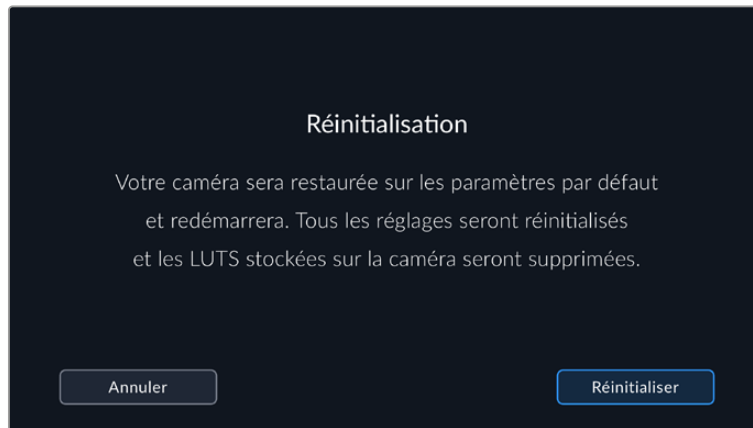 Réinitialisation
Votre caméra sera restaurée sur les paramètres par défaut
et redémarrera. Tous les réglages seront réinitialisés
et les LUTS stockées sur la caméra seront supprimées.
Annuler
Réinitialiser